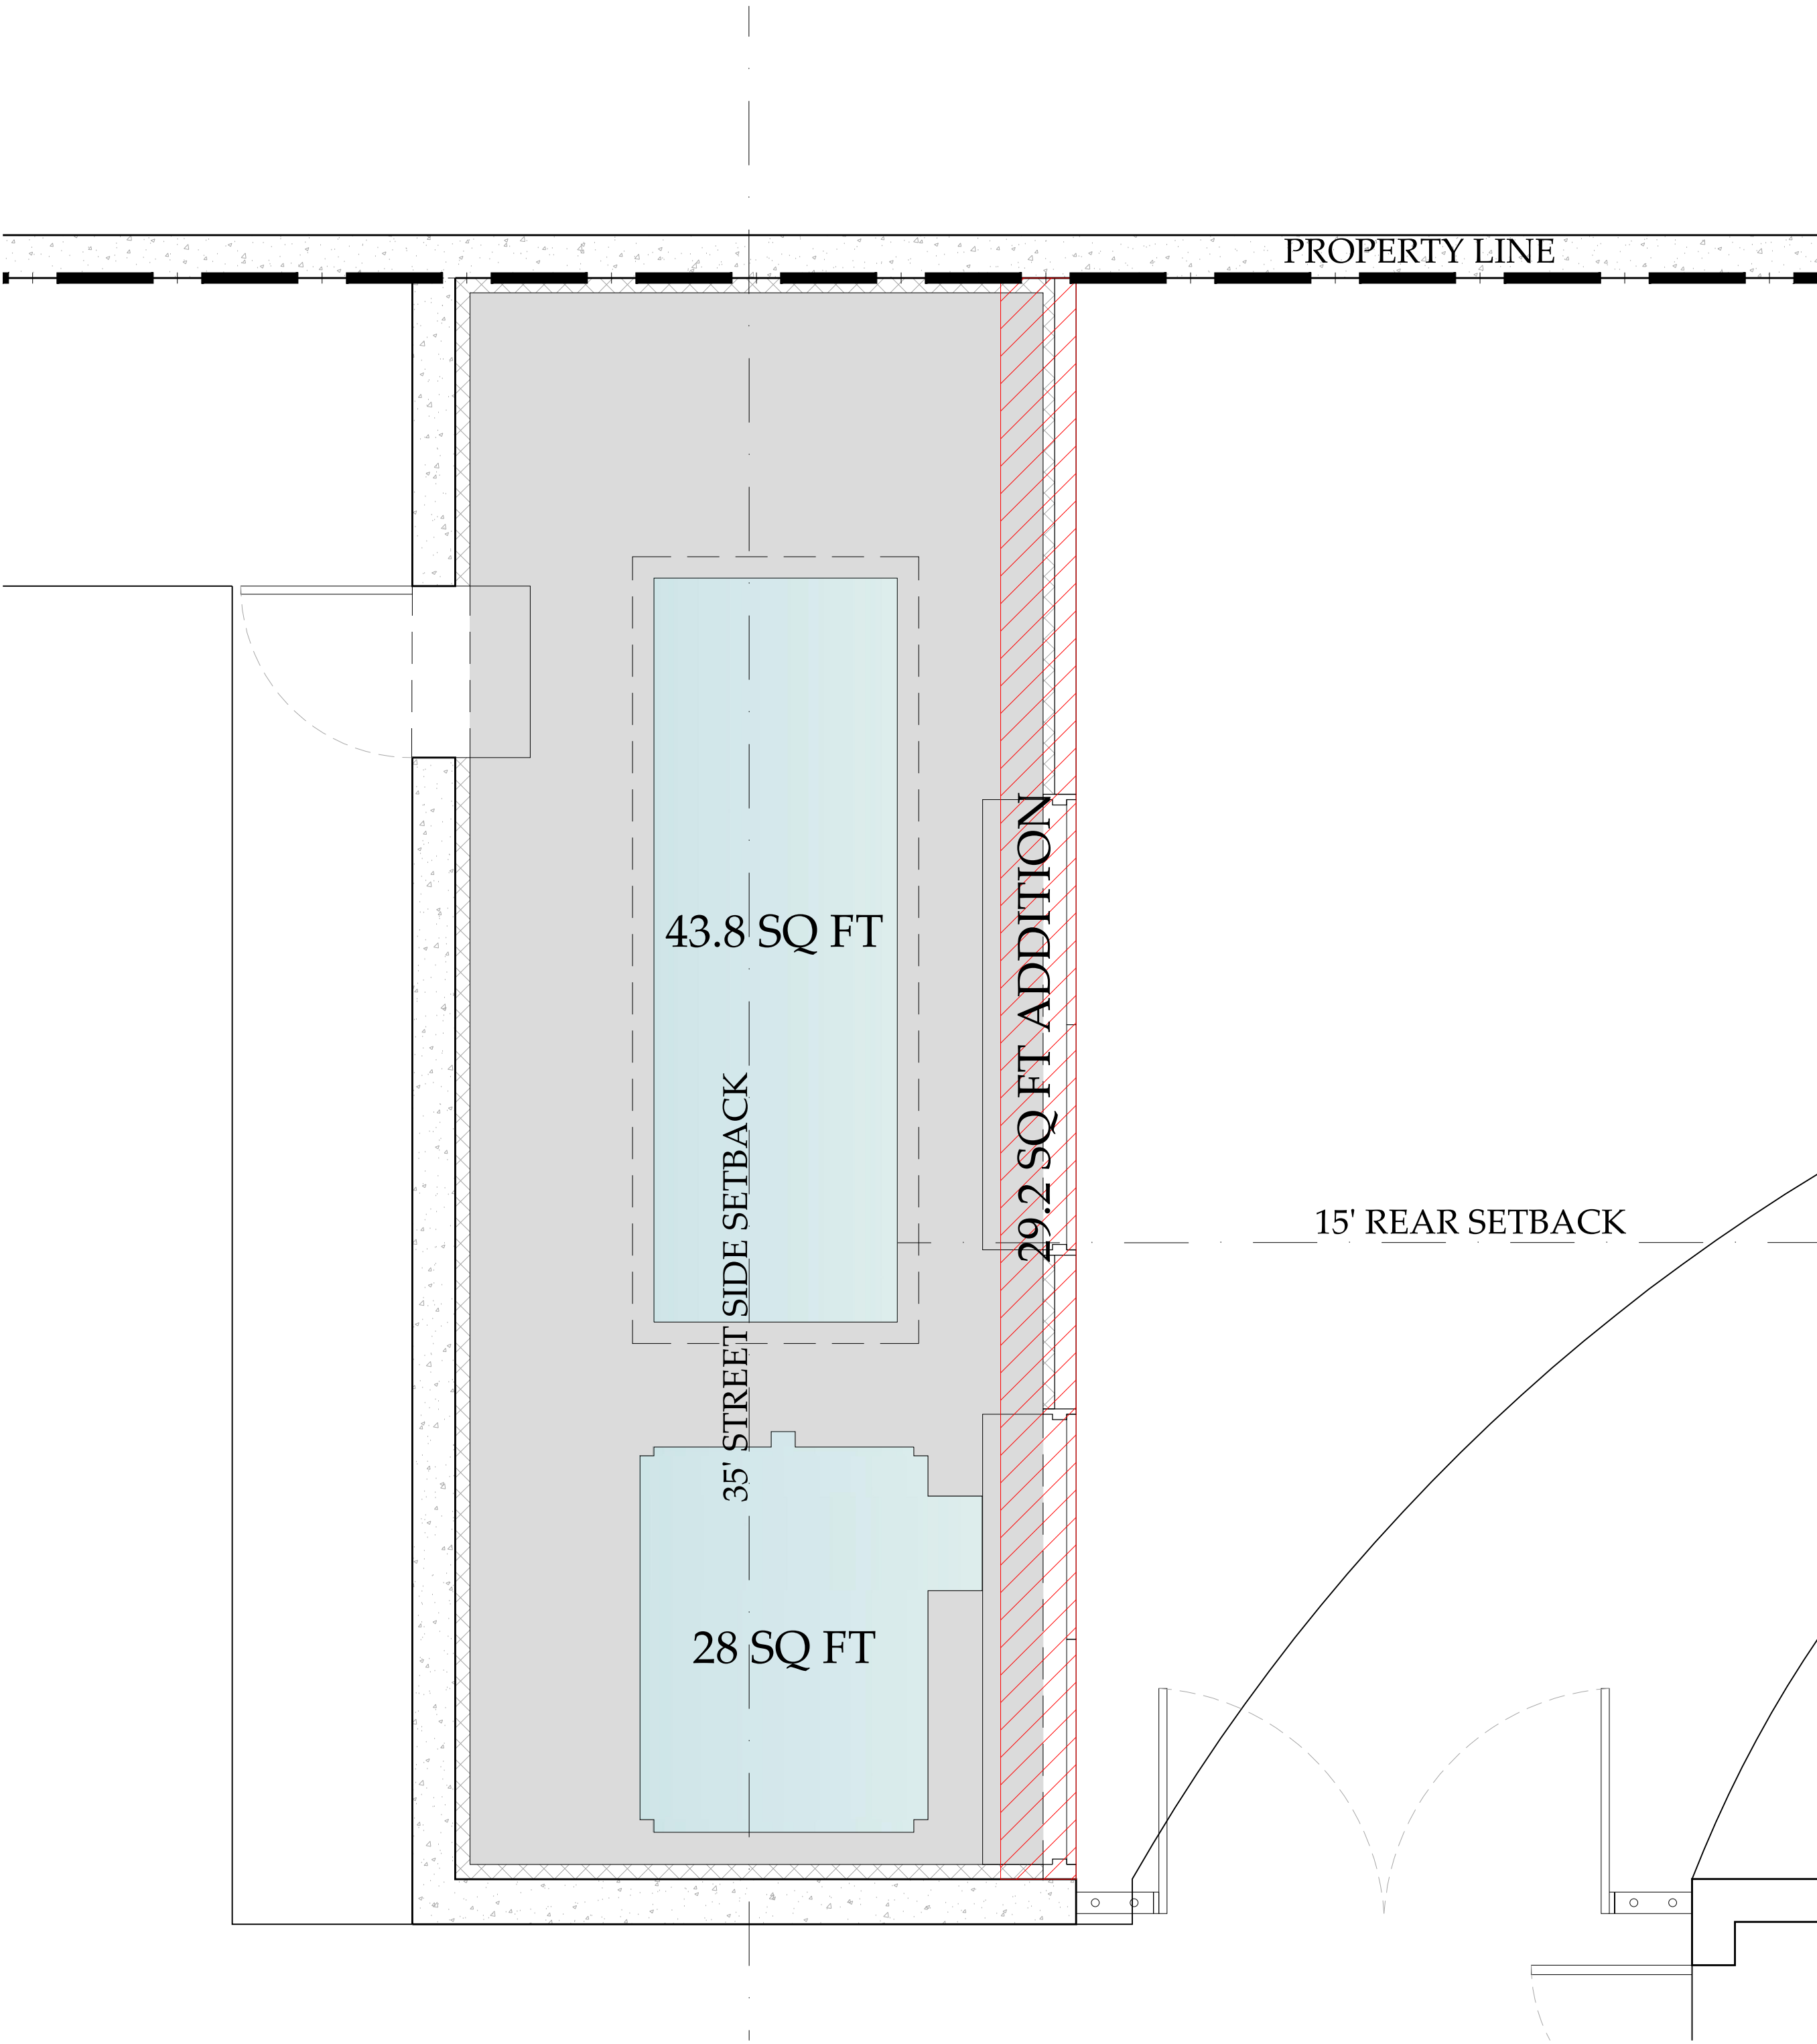 PROPERTY LINE
43.8 SQ FT
29.2 SQ FT ADDITION
35' STREET SIDE SETBACK
15' REAR SETBACK
28 SQ FT